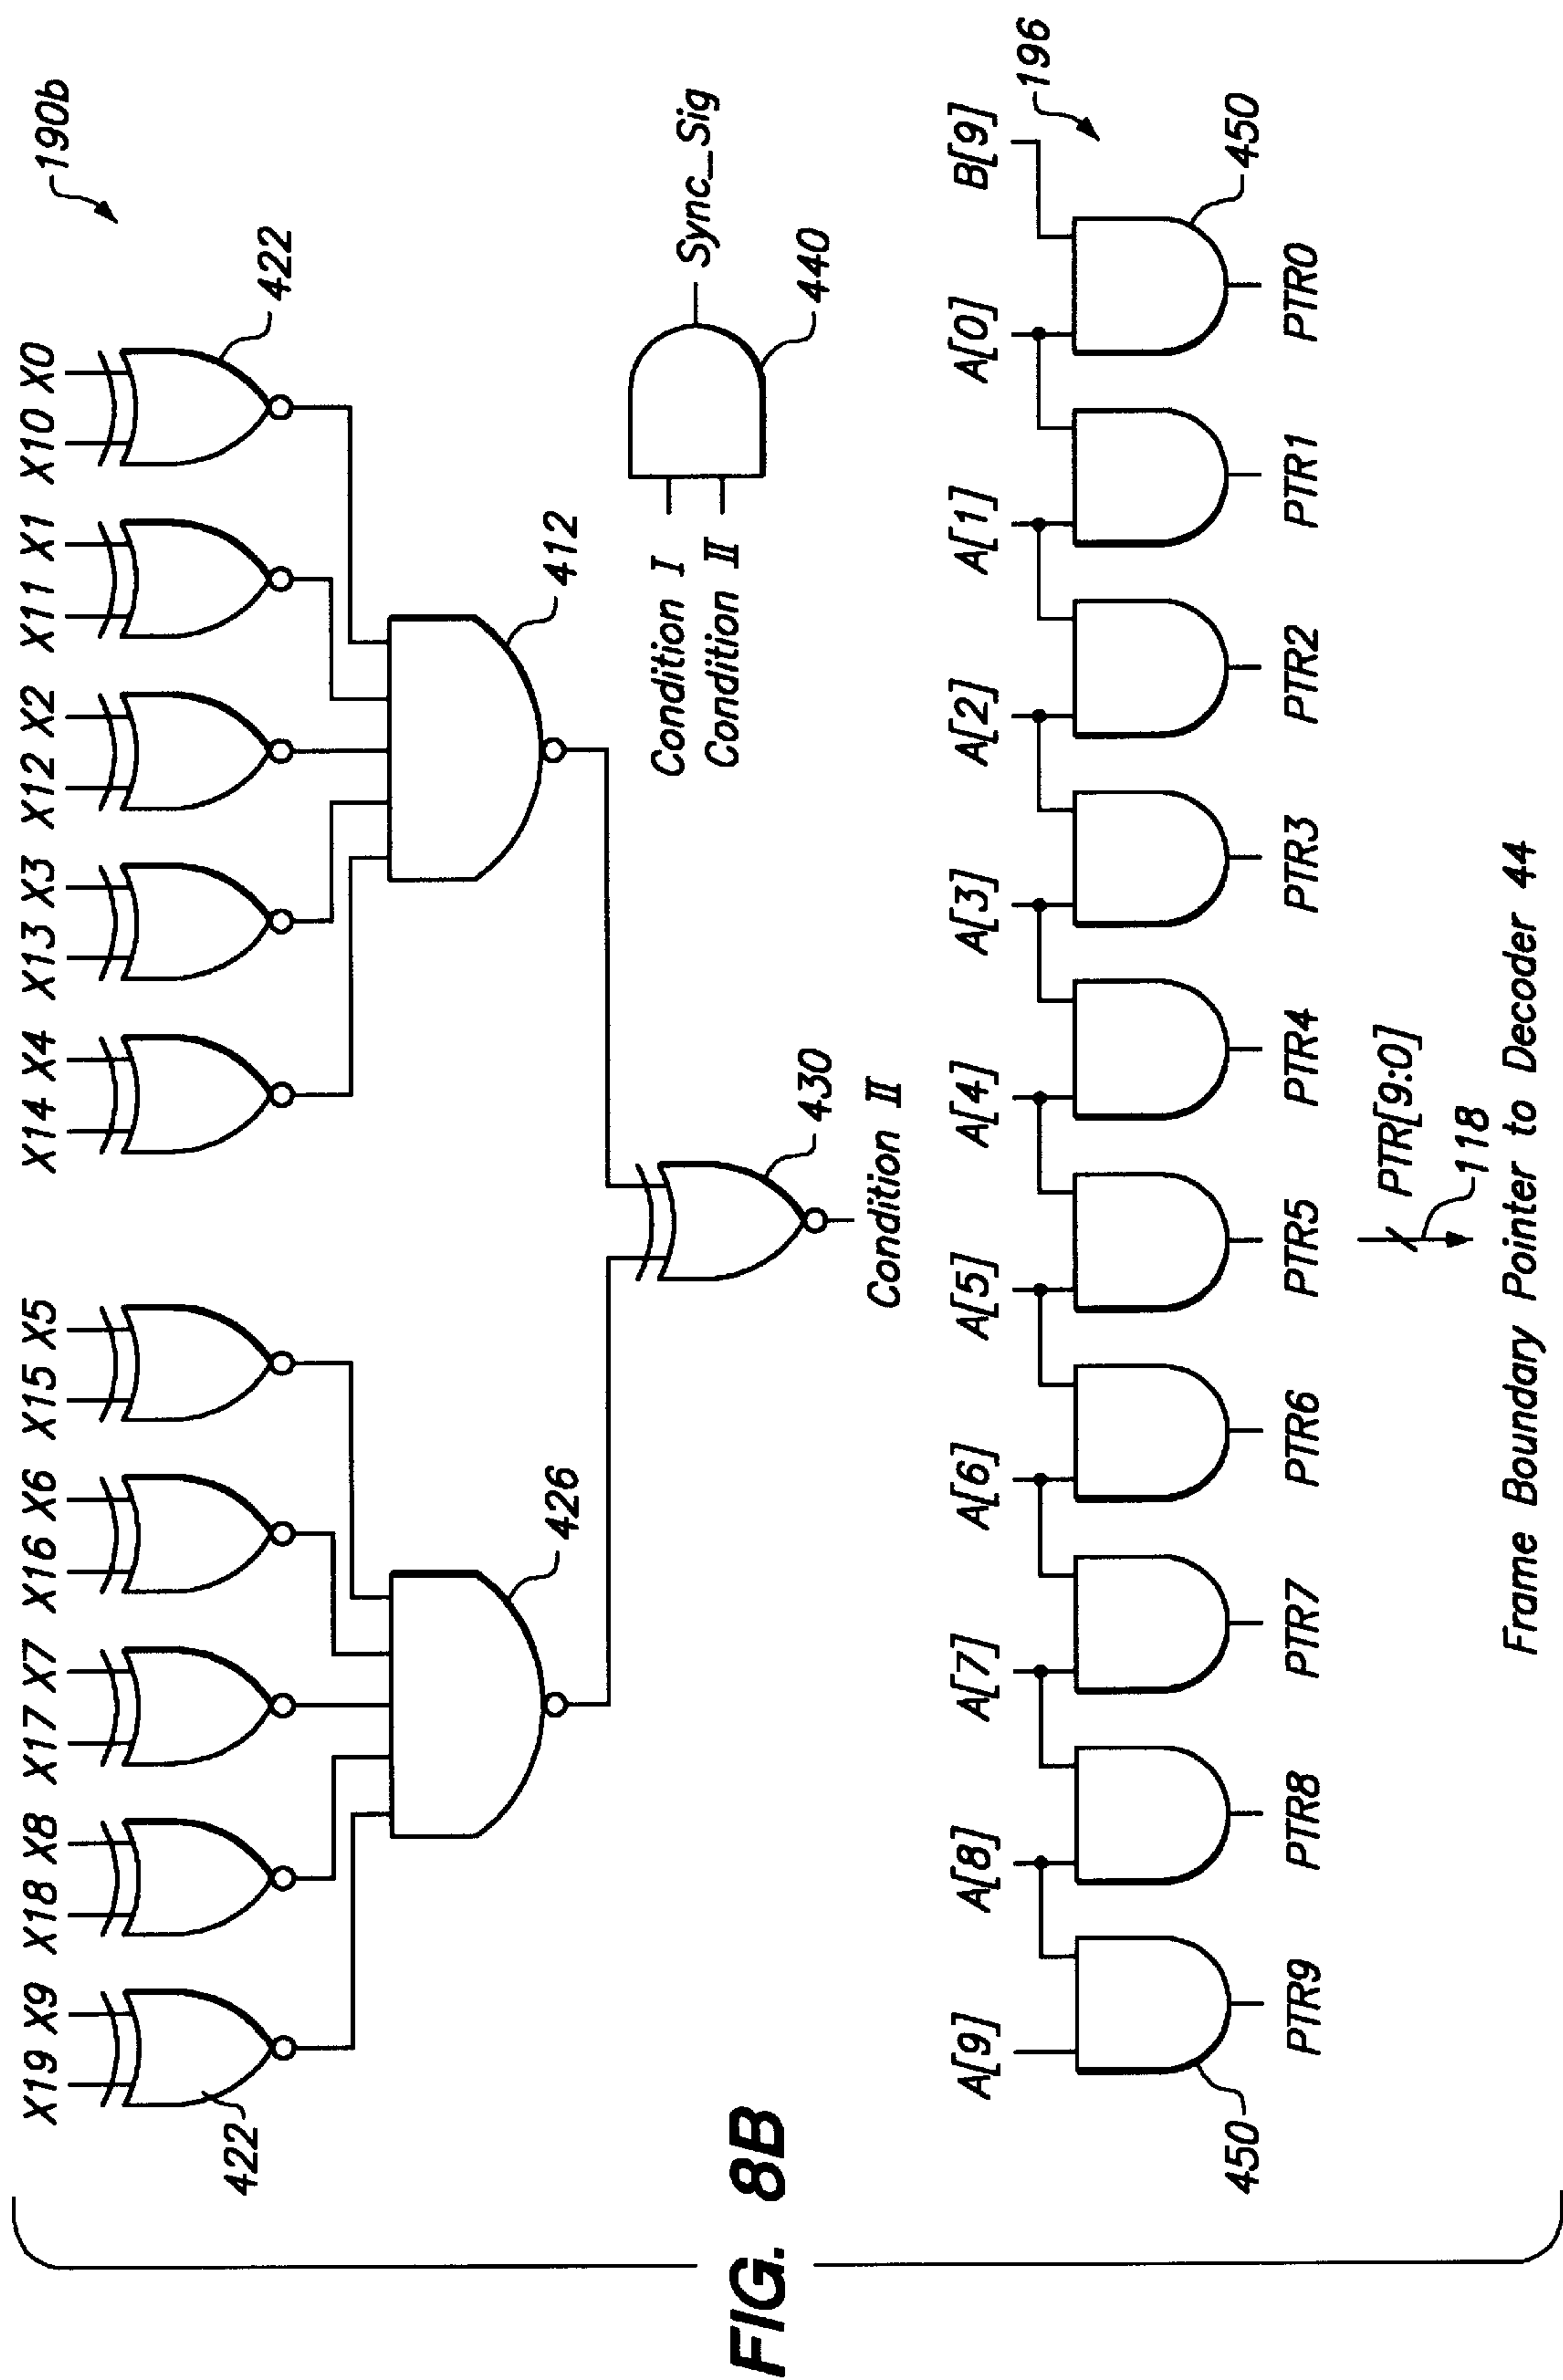 X19 X9 X18 X8 X17 X7 X16 X6 X15 X5 X14 X4 X13 X3 X12 X2 X11 X1 X10 X0
190b
422
422
426
412
Condition I
Condition II
Sync_Sig
440
430
Condition II
FIG. 8B
A[9] A[8] A[7] A[6] A[5] A[4] A[3] A[2] A[1] A[0] B[9]
196
450
450
PTR9 PTR8 PTR7 PTR6 PTR5 PTR4 PTR3 PTR2 PTR1 PTR0
PTR[9:0]
118
Frame Boundary Pointer to Decoder 44